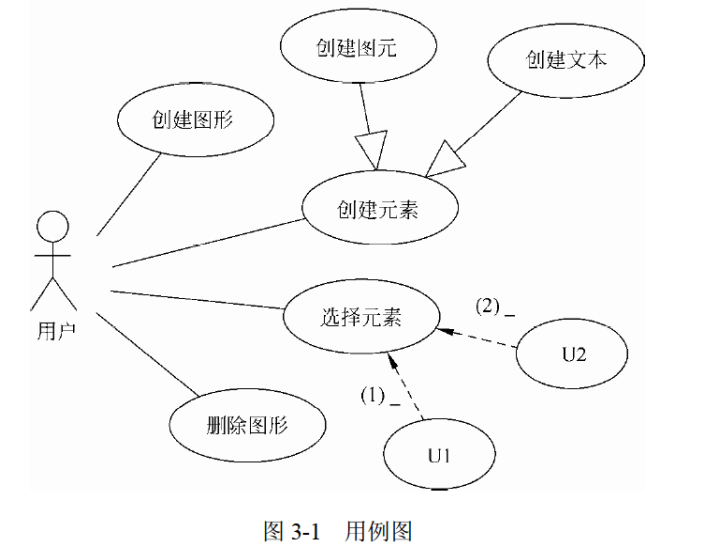 创建图元
创建文本
创建图形
创建元素
用户
选择元素
(2)_
U2
(1)_
删除图形
U1
图 3-1 用例图